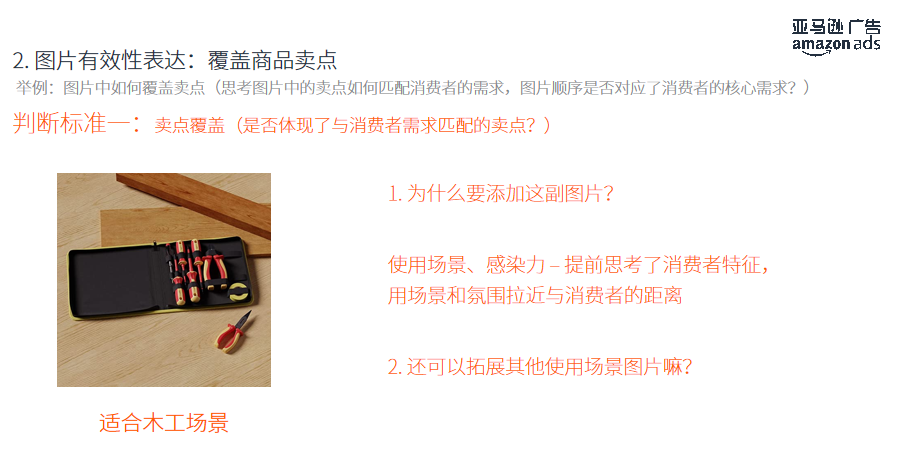 亚马逊广告
amazon ads
2. 图片有效性表达：覆盖商品卖点
举例：图片中如何覆盖卖点（思考图片中的卖点如何匹配消费者的需求，图片顺序是否对应了消费者的核心需求？）
判断标准一：卖点覆盖（是否体现了与消费者需求匹配的卖点？）
1. 为什么要添加这副图片？
使用场景、感染力 – 提前思考了消费者特征，
用场景和氛围拉近与消费者的距离
2. 还可以拓展其他使用场景图片嘛？
适合木工场景